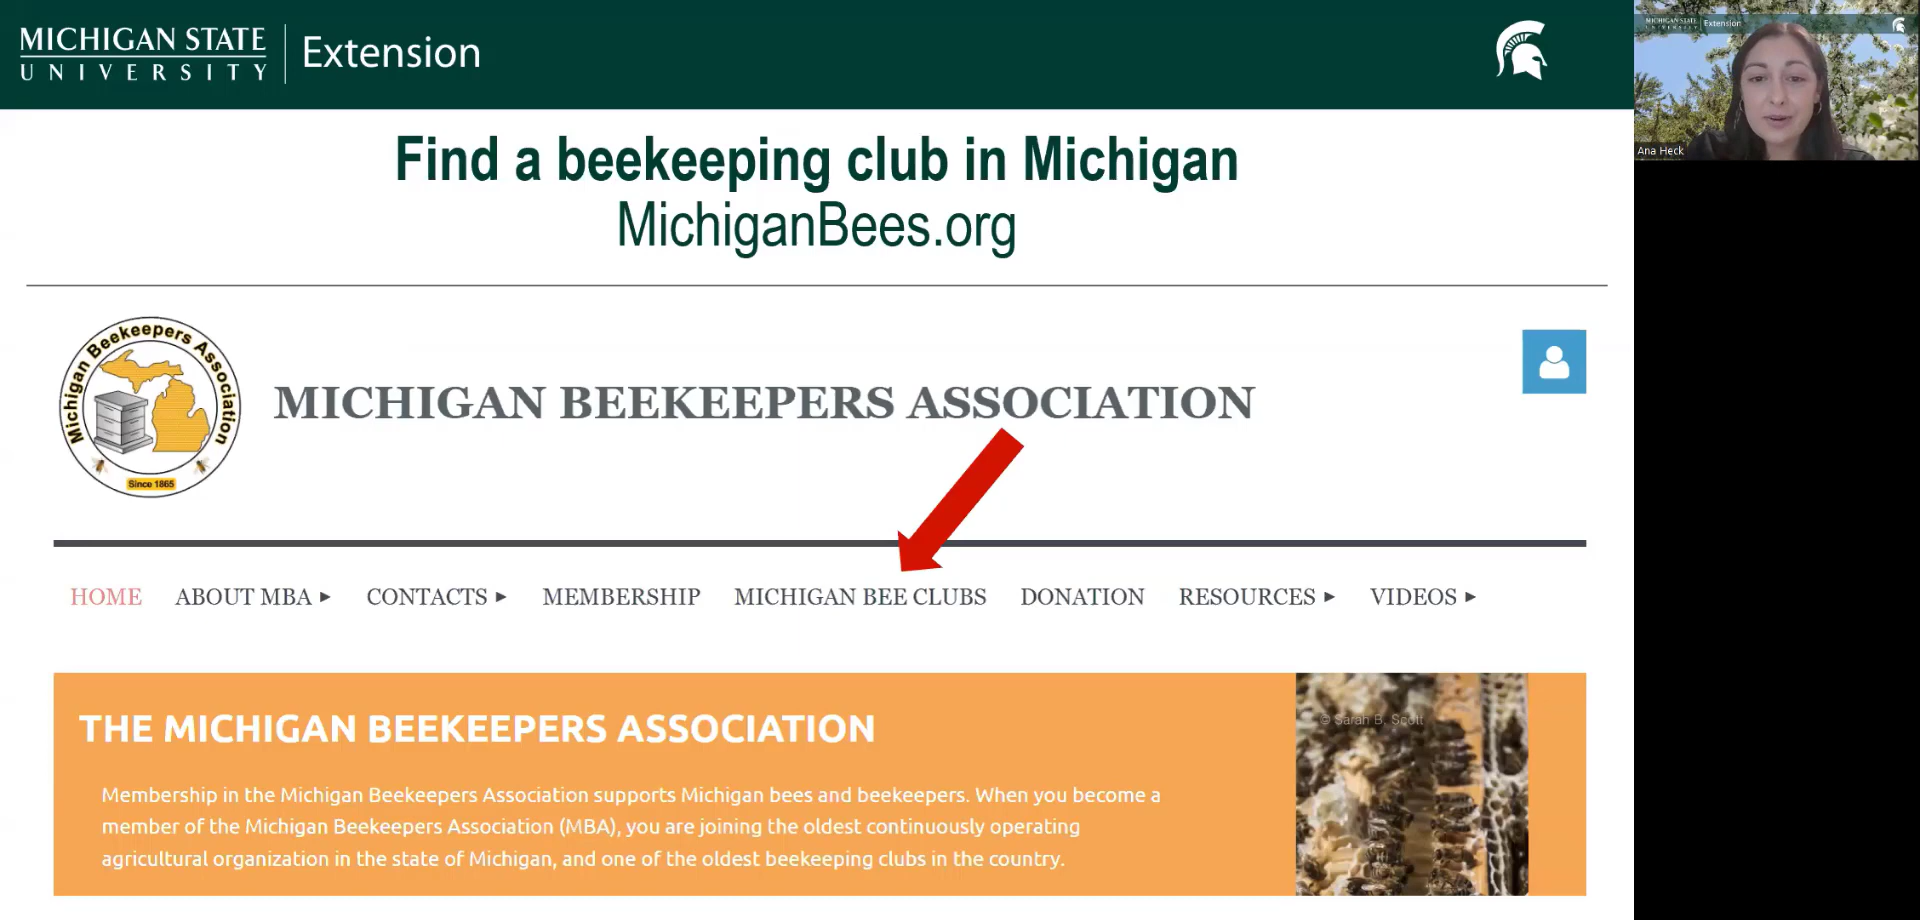 MICHIGAN STATE
UNIVERSITY
Extension
MICHIGAN STATE
UNIVERSITY
Extension
Ana Heck
Find a beekeeping club in Michigan
MichiganBees.org
Michigan Beekeepers Association
Since 1865
MICHIGAN BEEKEEPERS ASSOCIATION
HOME ABOUT MBA ▸ CONTACTS ▸ MEMBERSHIP MICHIGAN BEE CLUBS DONATION RESOURCES ▸ VIDEOS ▸
THE MICHIGAN BEEKEEPERS ASSOCIATION
© Sarah B. Scott
Membership in the Michigan Beekeepers Association supports Michigan bees and beekeepers. When you become a
member of the Michigan Beekeepers Association (MBA), you are joining the oldest continuously operating
agricultural organization in the state of Michigan, and one of the oldest beekeeping clubs in the country.